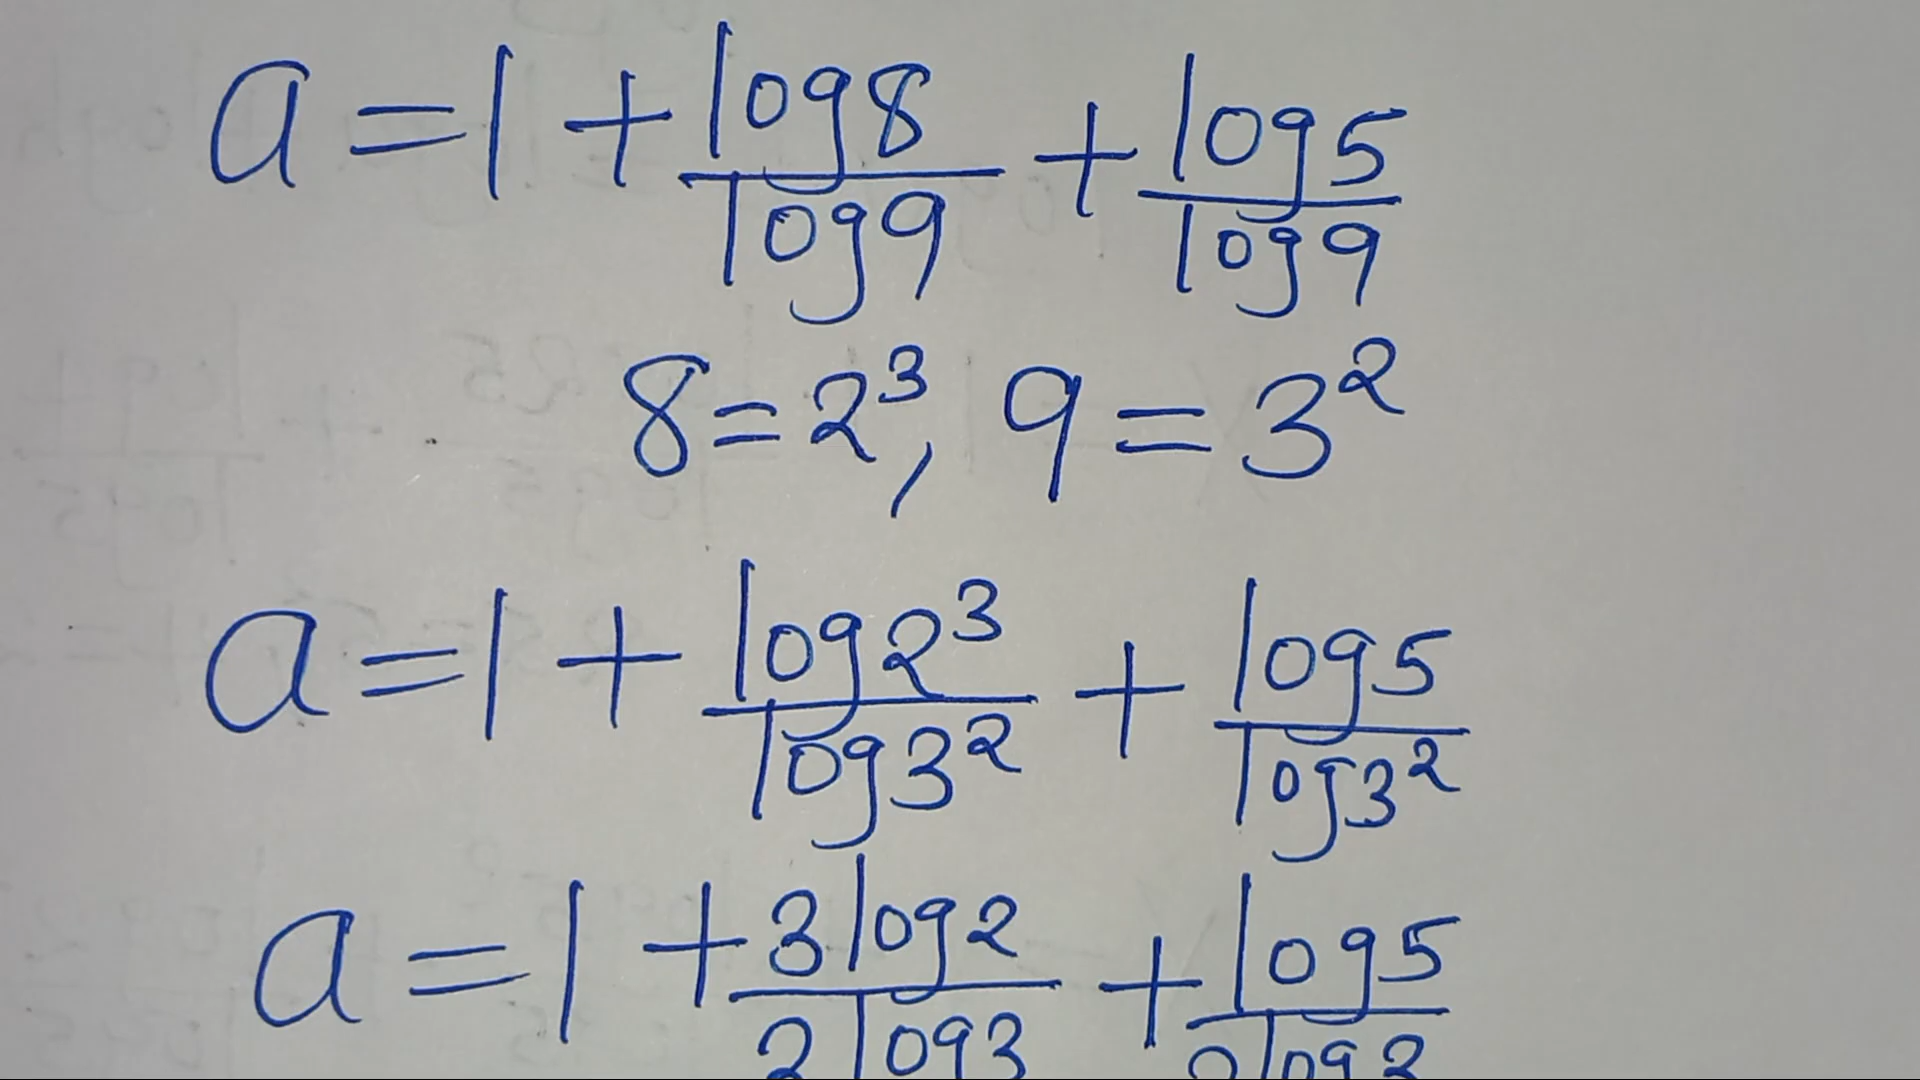 a = 1 + log8/log9 + log5/log9
8 = 2³, 9 = 3²
a = 1 + log2³/log3² + log5/log3²
a = 1 + 3log2/2log3 + log5/2log3